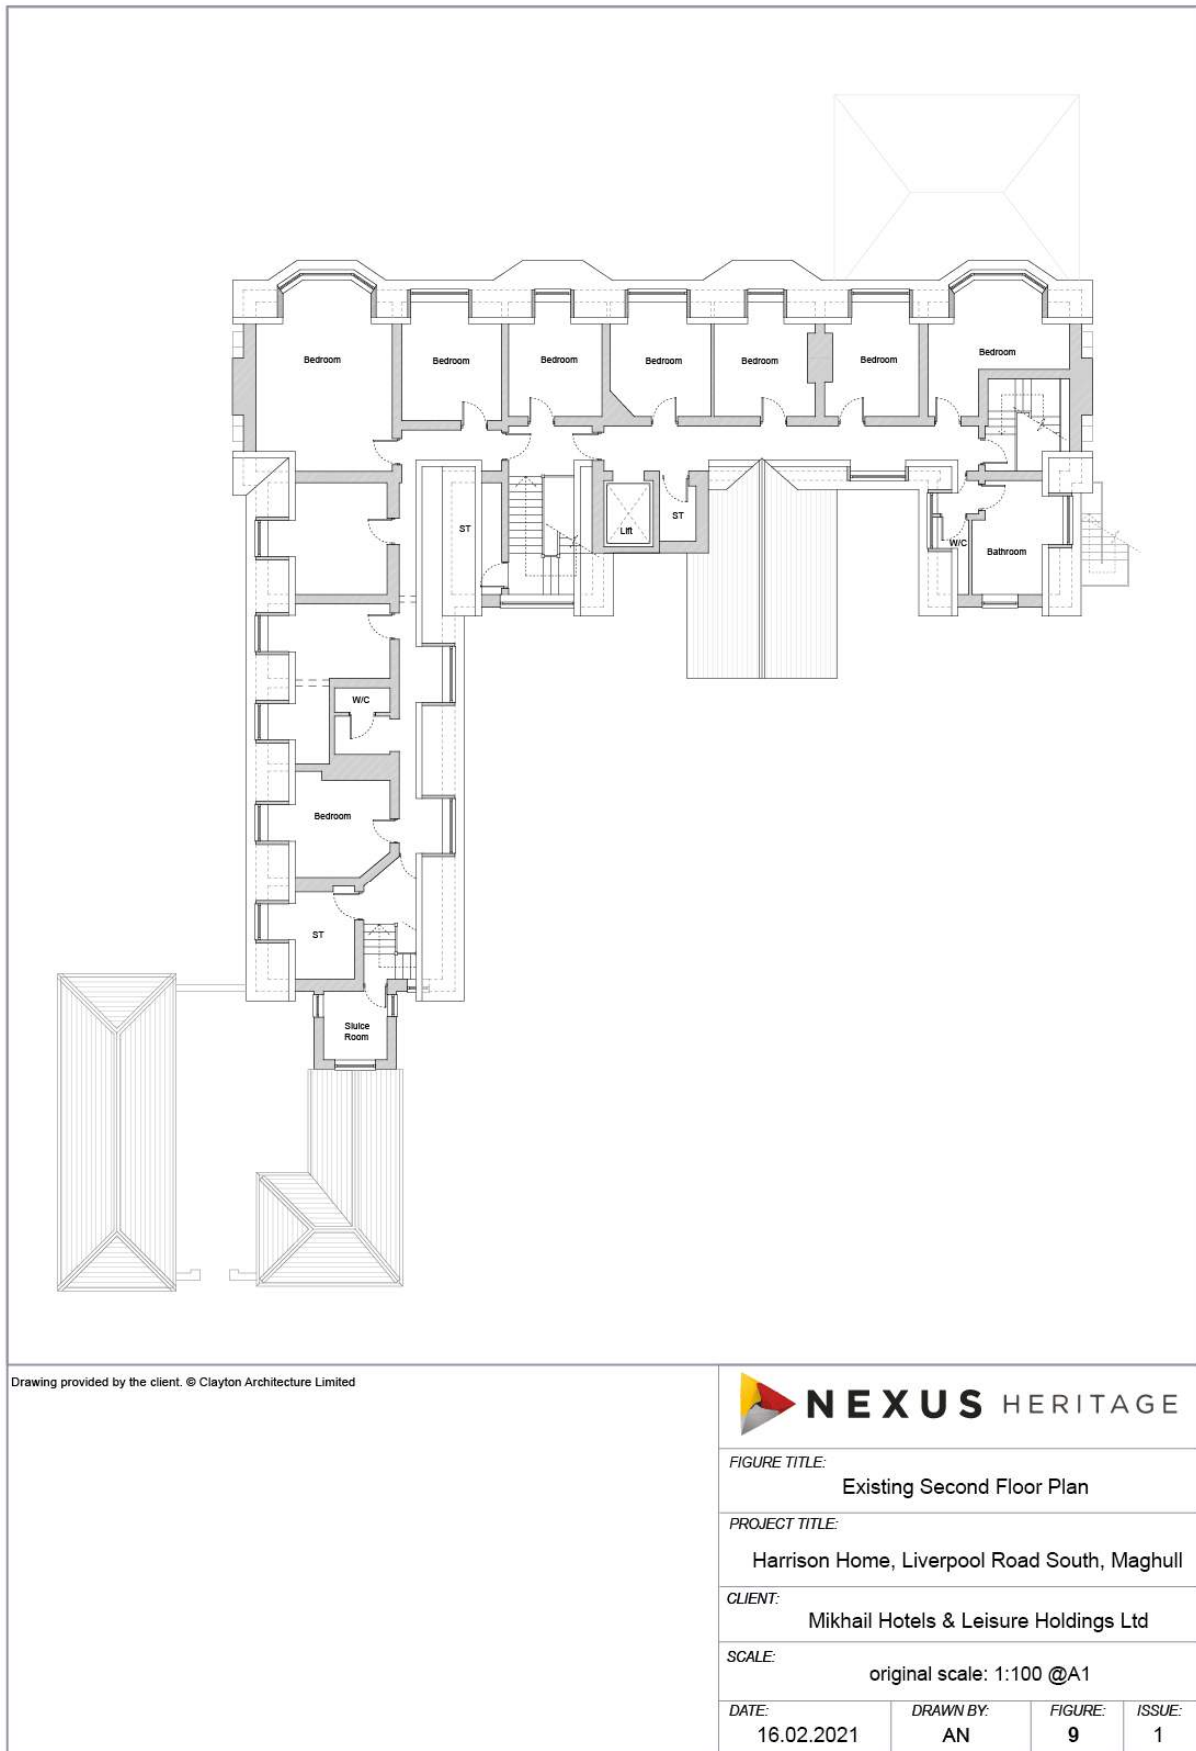 Bedroom
Bedroom
Bedroom
Bedroom
Bedroom
Bedroom
Bedroom
ST
Lift
ST
W/C
Bathroom
W/C
Bedroom
ST
Sluice
Room
Drawing provided by the client. © Clayton Architecture Limited
NEXUS HERITAGE
FIGURE TITLE:
Existing Second Floor Plan
PROJECT TITLE:
Harrison Home, Liverpool Road South, Maghull
CLIENT:
Mikhail Hotels & Leisure Holdings Ltd
SCALE:
original scale: 1:100 @A1
DATE: DRAWN BY: FIGURE: ISSUE:
16.02.2021 AN 9 1